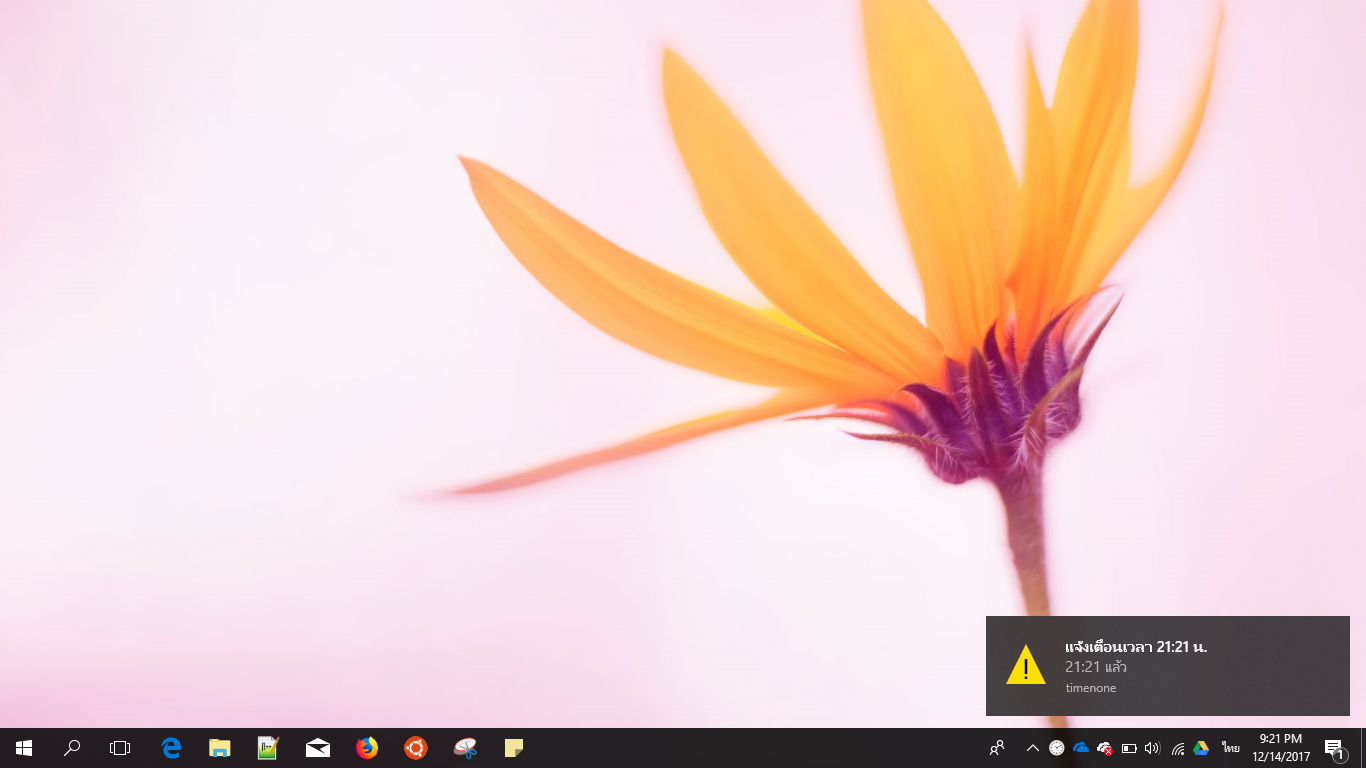 แจ้งเตือนเวลา 21:21 น.
21:21 แล้ว
timenone
ไทย
9:21 PM
12/14/2017
1